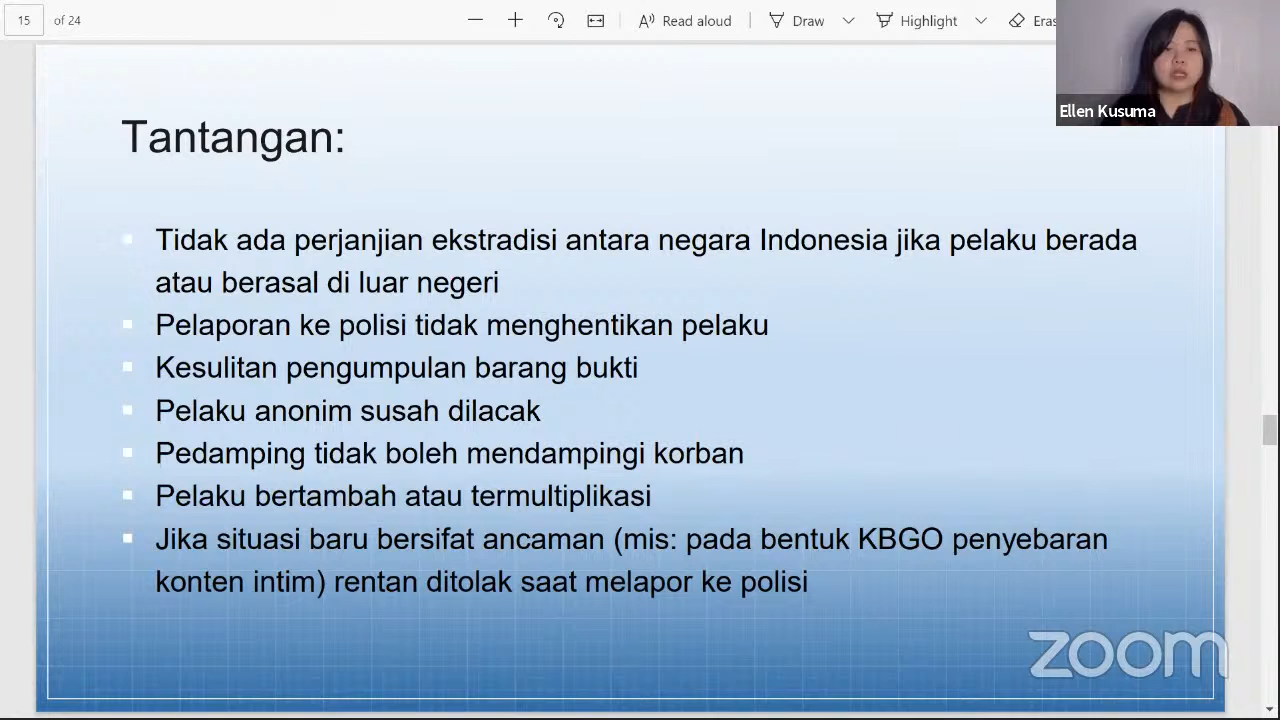 15 of 24
Read aloud
Draw
Highlight
Eras
Ellen Kusuma
Tantangan:
Tidak ada perjanjian ekstradisi antara negara Indonesia jika pelaku berada
atau berasal di luar negeri
Pelaporan ke polisi tidak menghentikan pelaku
Kesulitan pengumpulan barang bukti
Pelaku anonim susah dilacak
Pedamping tidak boleh mendampingi korban
Pelaku bertambah atau termultiplikasi
Jika situasi baru bersifat ancaman (mis: pada bentuk KBGO penyebaran
konten intim) rentan ditolak saat melapor ke polisi
zoom